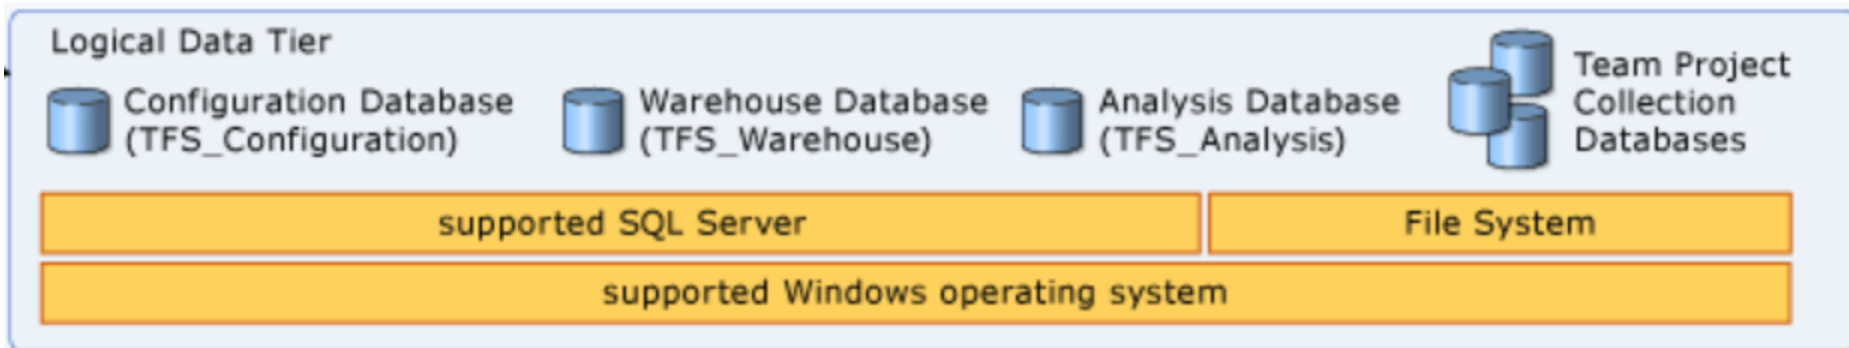 Logical Data Tier
Configuration Database
(TFS_Configuration)
Warehouse Database
(TFS_Warehouse)
Analysis Database
(TFS_Analysis)
Team Project
Collection
Databases
supported SQL Server
File System
supported Windows operating system